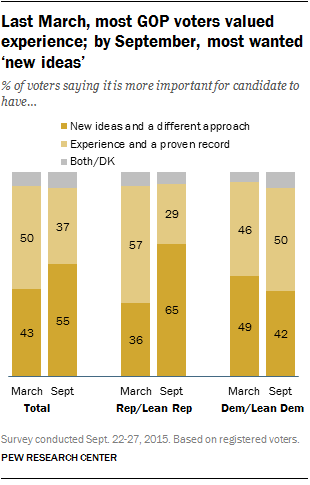 Last March, most GOP voters valued
experience; by September, most wanted
‘new ideas’
% of voters saying it is more important for candidate to
have...
New ideas and a different approach
Experience and a proven record
Both/DK
50 37 57 29 46 50
43 55 36 65 49 42
March Sept March Sept March Sept
Total Rep/Lean Rep Dem/Lean Dem
Survey conducted Sept. 22-27, 2015. Based on registered voters.
PEW RESEARCH CENTER